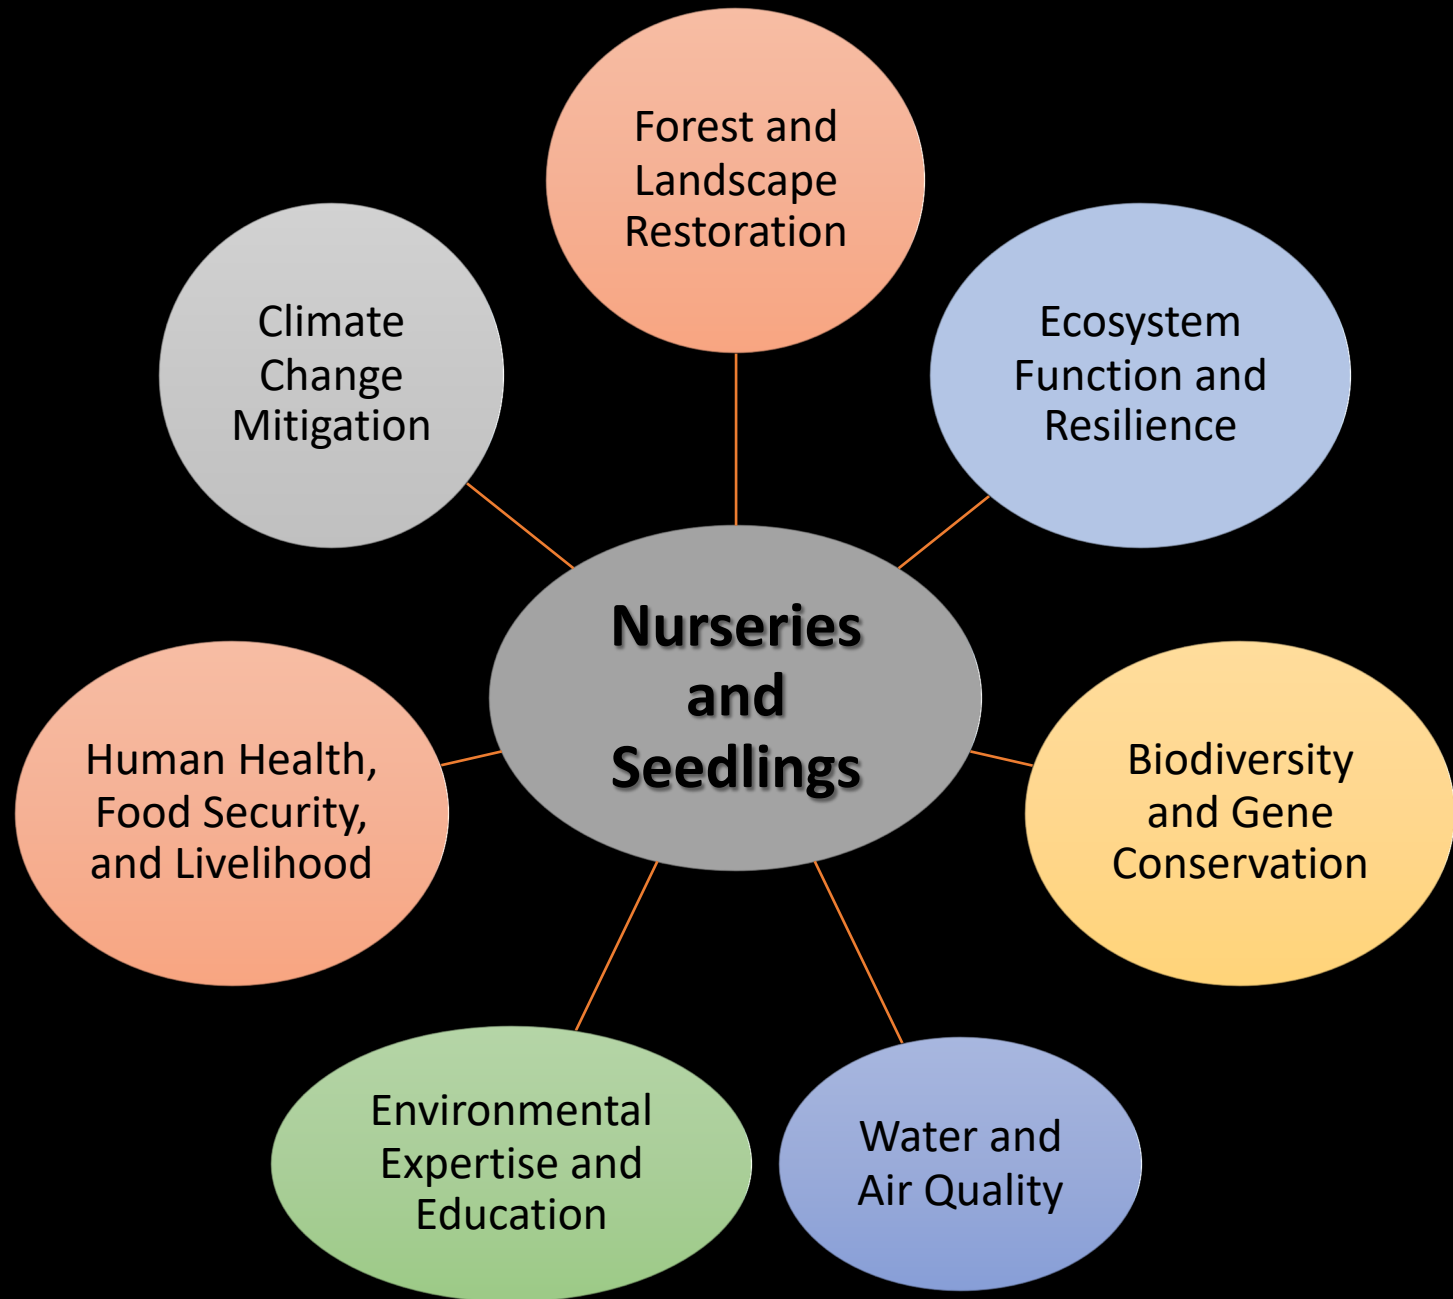 Forest and
Landscape
Restoration
Climate
Change
Mitigation
Ecosystem
Function and
Resilience
Nurseries
and
Seedlings
Human Health,
Food Security,
and Livelihood
Biodiversity
and Gene
Conservation
Environmental
Expertise and
Education
Water and
Air Quality